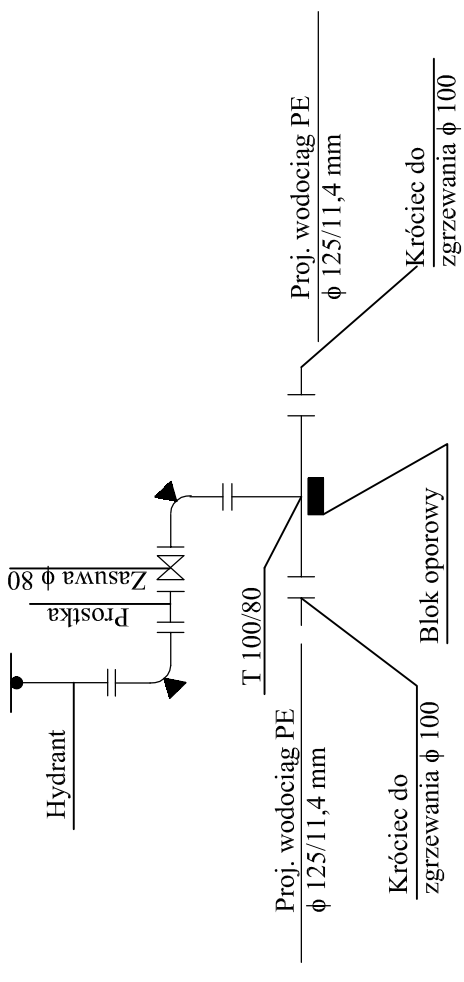 Hydrant
Prostka
Zasuwa ϕ 80
T 100/80
Proj. wodociąg PE
ϕ 125/11,4 mm
Króciec do
zgrzewania ϕ 100
Blok oporowy
Proj. wodociąg PE
ϕ 125/11,4 mm
Króciec do
zgrzewania ϕ 100